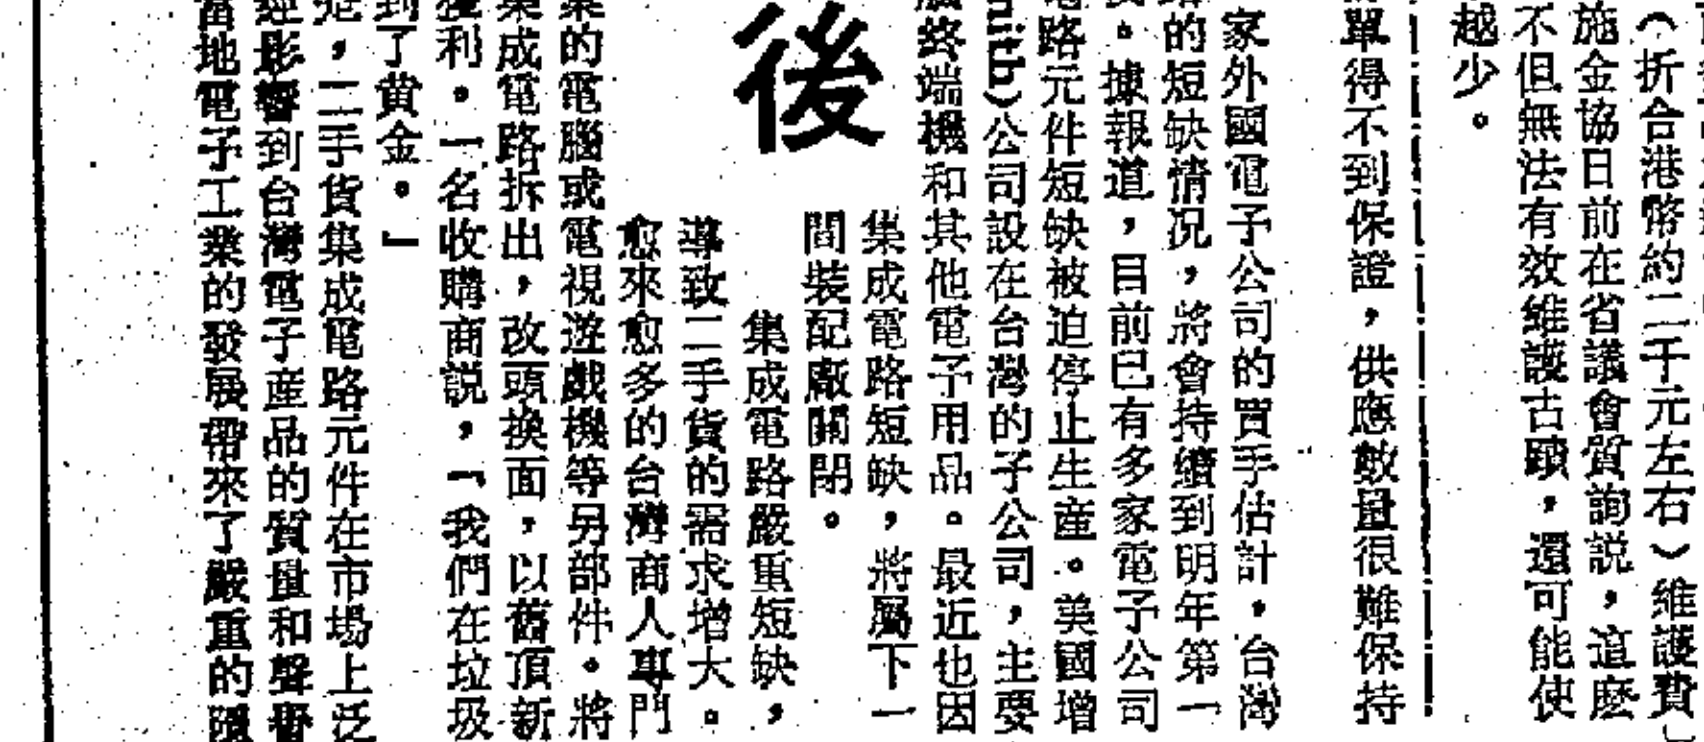 （折合港幣約二千元左右）維護費」
施金協日前在省議會質詢説，這麽
不但無法有效維護古蹟，還可能使
越少。
單得不到保證，供應數量很難保持
家外國電子公司的買手估計，台灣
的短缺情况，將會持續到明年第一
。據報道，目前已有多家電子公司
路元件短缺被迫停止生産。美國增
nith）公司設在台灣的子公司，主要
終端機和其他電子用品。最近也因
集成電路短缺，將屬下一
間裝配廠關閉。
後
集成電路嚴重短缺，
導致二手貨的需求增大。
愈來愈多的台灣商人專門
的電腦或電視遊戲機等另部件。將
集成電路拆出，改頭换面，以舊頂新
獲利。一名收購商説，「我們在垃圾
到了黄金。」
，二手貨集成電路元件在市場上泛
經影響到台灣電子産品的質量和聲譽
當地電子工業的發展帶來了嚴重的隱